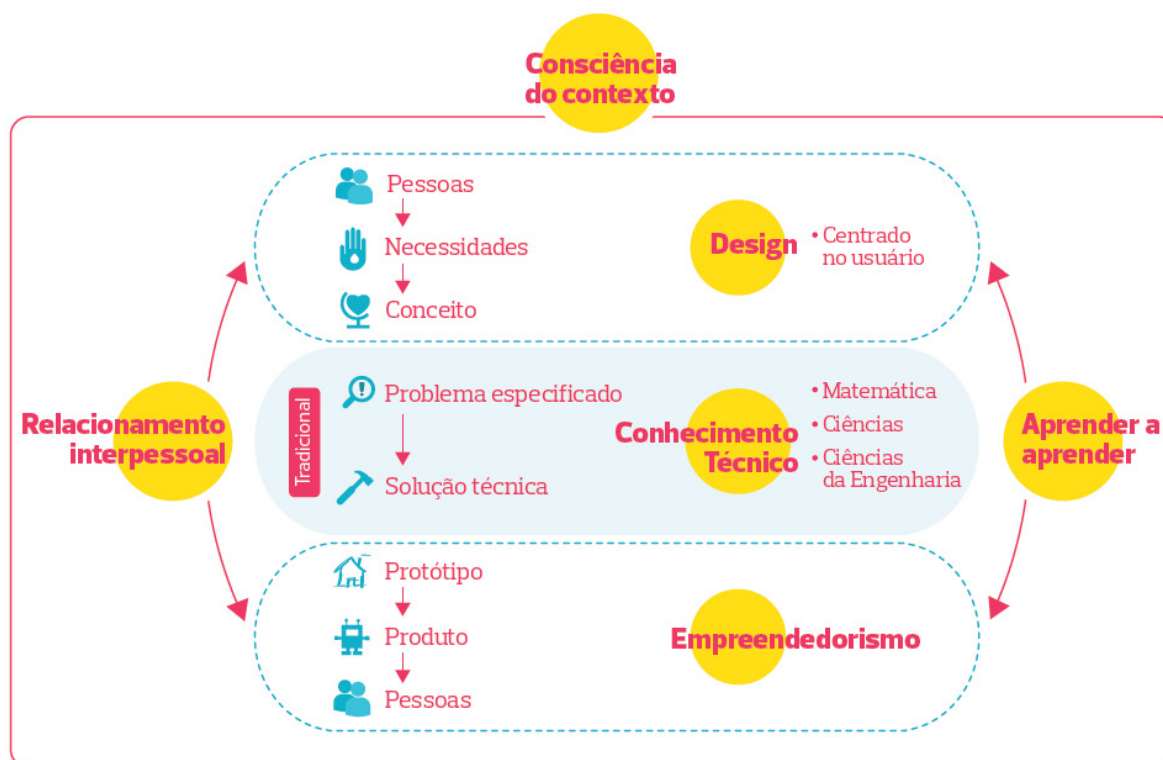 Consciência
do contexto
Pessoas
Necessidades
Conceito
Design
• Centrado
no usuário
Relacionamento
interpessoal
Tradicional
Problema especificado
Solução técnica
Conhecimento
Técnico
• Matemática
• Ciências
• Ciências
da Engenharia
Aprender a
aprender
Protótipo
Produto
Pessoas
Empreendedorismo